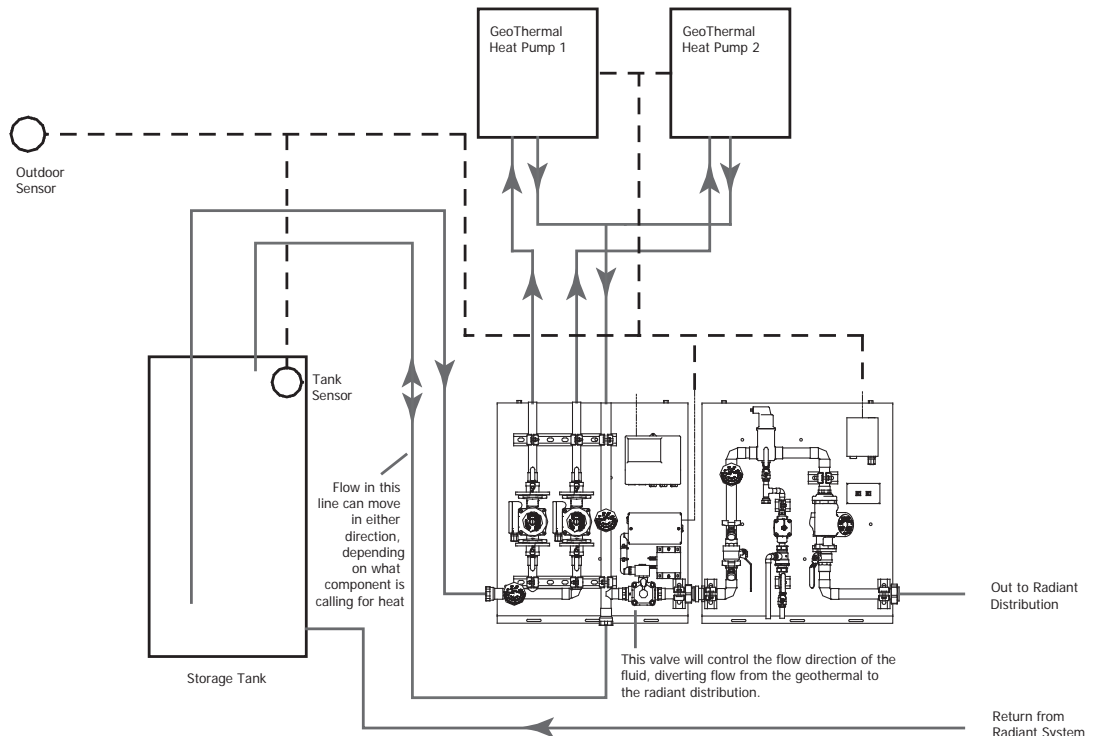 GeoThermal
Heat Pump 1
GeoThermal
Heat Pump 2
Outdoor
Sensor
Tank
Sensor
Flow in this
line can move
in either
direction,
depending
on what
component is
calling for heat
Out to Radiant
Distribution
This valve will control the flow direction of the
fluid, diverting flow from the geothermal to
the radiant distribution.
Storage Tank
Return from
Radiant System